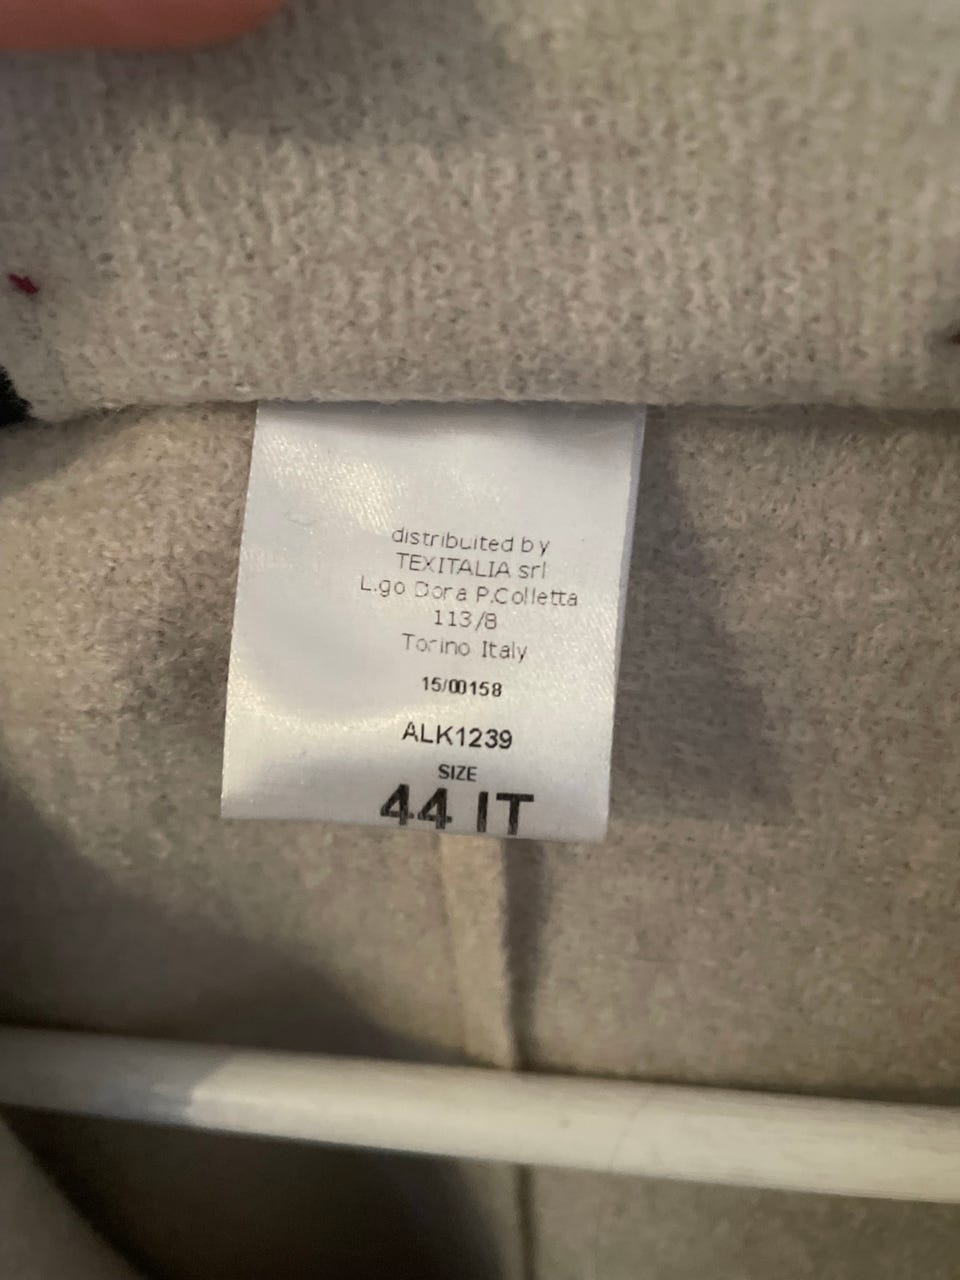 distribuited by
TEXITALIA srl
L.go Dora P.Colletta
113/8
Torino Italy
15/00158
ALK1239
SIZE
44 IT